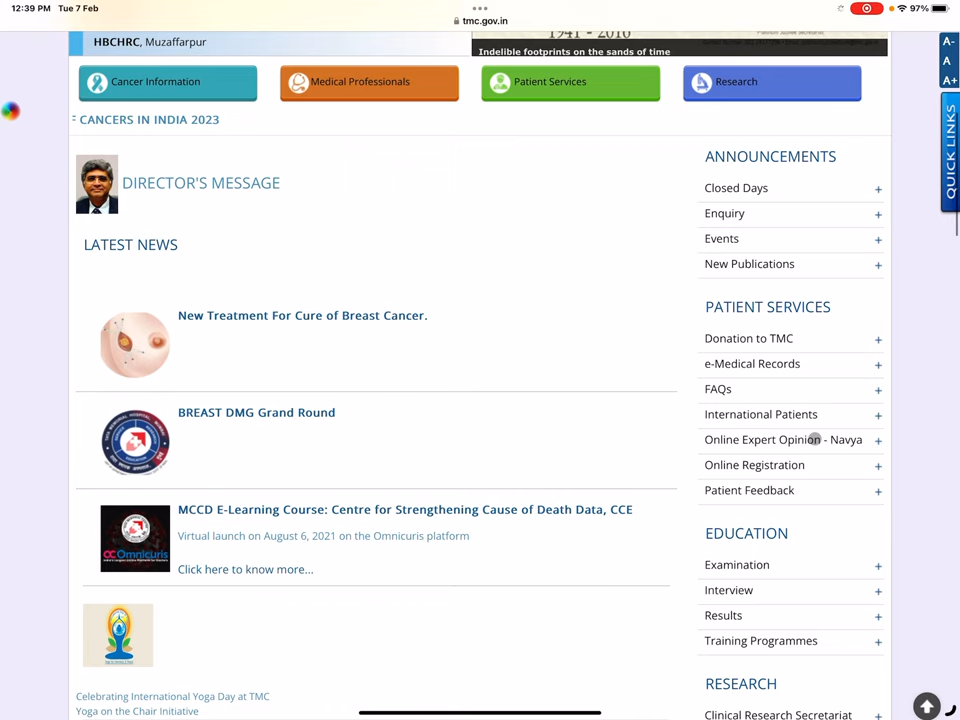 12:39 PM Tue 7 Feb
97%
tmc.gov.in
HBCHRC, Muzaffarpur
1941 - 2016
Indelible footprints on the sands of time
A-
A
A+
QUICK LINKS
Cancer Information
Medical Professionals
Patient Services
Research
CANCERS IN INDIA 2023
DIRECTOR'S MESSAGE
LATEST NEWS
New Treatment For Cure of Breast Cancer.
BREAST DMG Grand Round
MCCD E-Learning Course: Centre for Strengthening Cause of Death Data, CCE
Virtual launch on August 6, 2021 on the Omnicuris platform
Click here to know more...
Omnicuris
Celebrating International Yoga Day at TMC
Yoga on the Chair Initiative
ANNOUNCEMENTS
Closed Days +
Enquiry +
Events +
New Publications +
PATIENT SERVICES
Donation to TMC +
e-Medical Records +
FAQs +
International Patients +
Online Expert Opinion - Navya +
Online Registration +
Patient Feedback +
EDUCATION
Examination +
Interview +
Results +
Training Programmes +
RESEARCH
Clinical Research Secretariat +